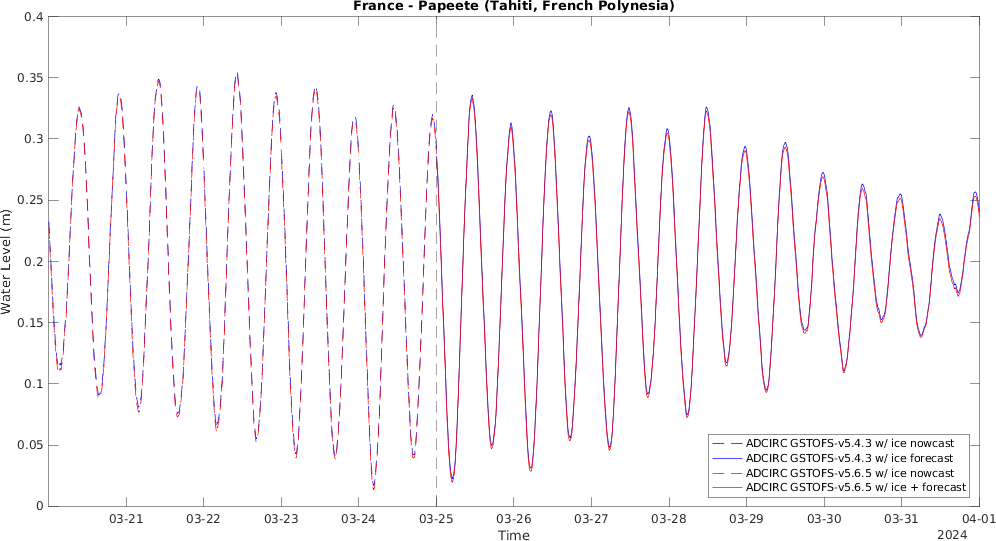 France - Papeete (Tahiti, French Polynesia)
0.4
0.35
0.3
0.25
0.2
0.15
0.1
0.05
0
Water Level (m)
ADCIRC GSTOFS-v5.4.3 w/ ice nowcast
ADCIRC GSTOFS-v5.4.3 w/ ice forecast
ADCIRC GSTOFS-v5.6.5 w/ ice nowcast
ADCIRC GSTOFS-v5.6.5 w/ ice + forecast
03-21 03-22 03-23 03-24 03-25 03-26 03-27 03-28 03-29 03-30 03-31 04-01
Time
2024